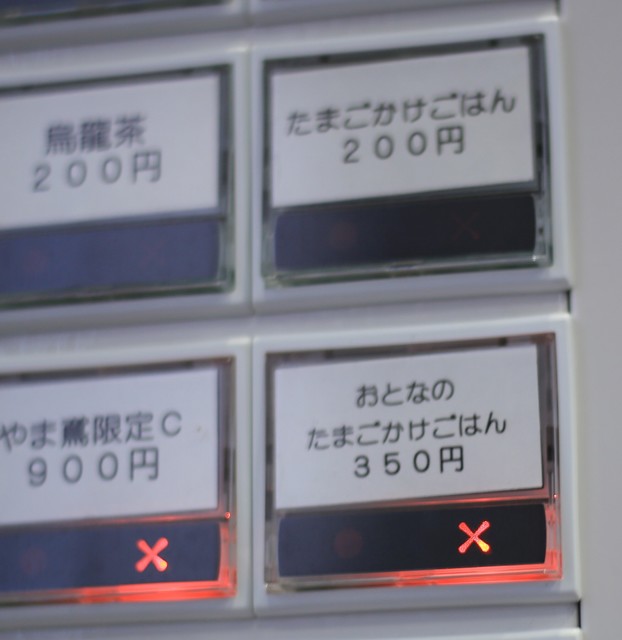 烏龍茶
200円
たまごかけごはん
200円
やま鳶限定C
900円
おとなの
たまごかけごはん
350円